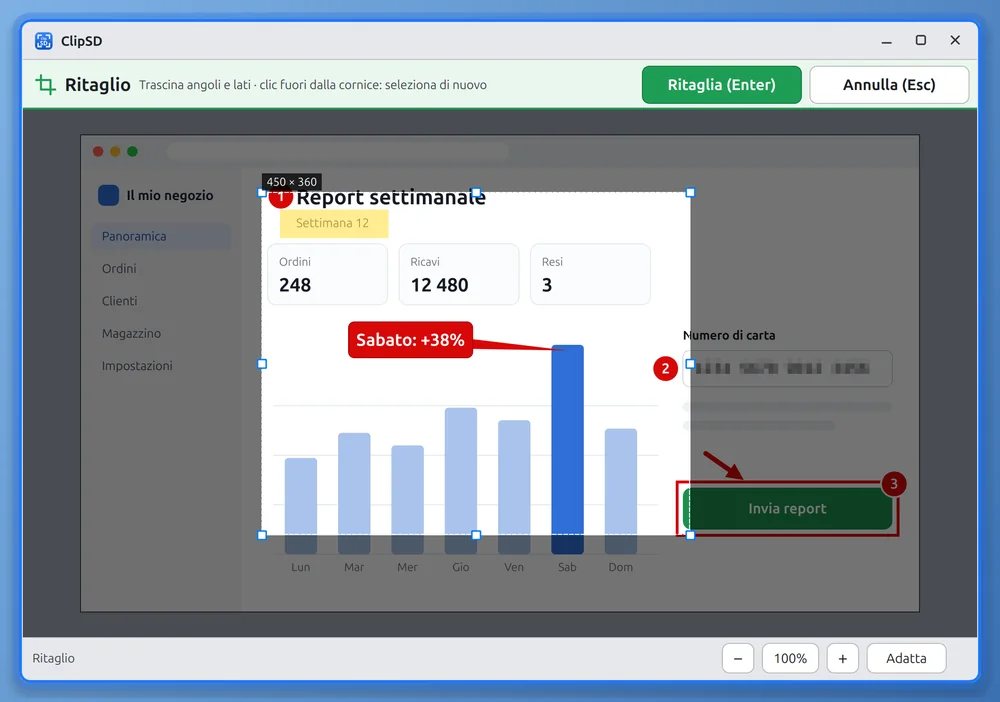 ClipSD
Ritaglio Trascina angoli e lati · clic fuori dalla cornice: seleziona di nuovo
Ritaglia (Enter)
Annulla (Esc)
450 × 360
Il mio negozio
Panoramica
Ordini
Clienti
Magazzino
Impostazioni
1 Report settimanale
Settimana 12
Ordini
248
Ricavi
12 480
Resi
3
Sabato: +38%
Lun Mar Mer Gio Ven Sab Dom
Numero di carta
2
3
Invia report
Ritaglio
− 100% + Adatta